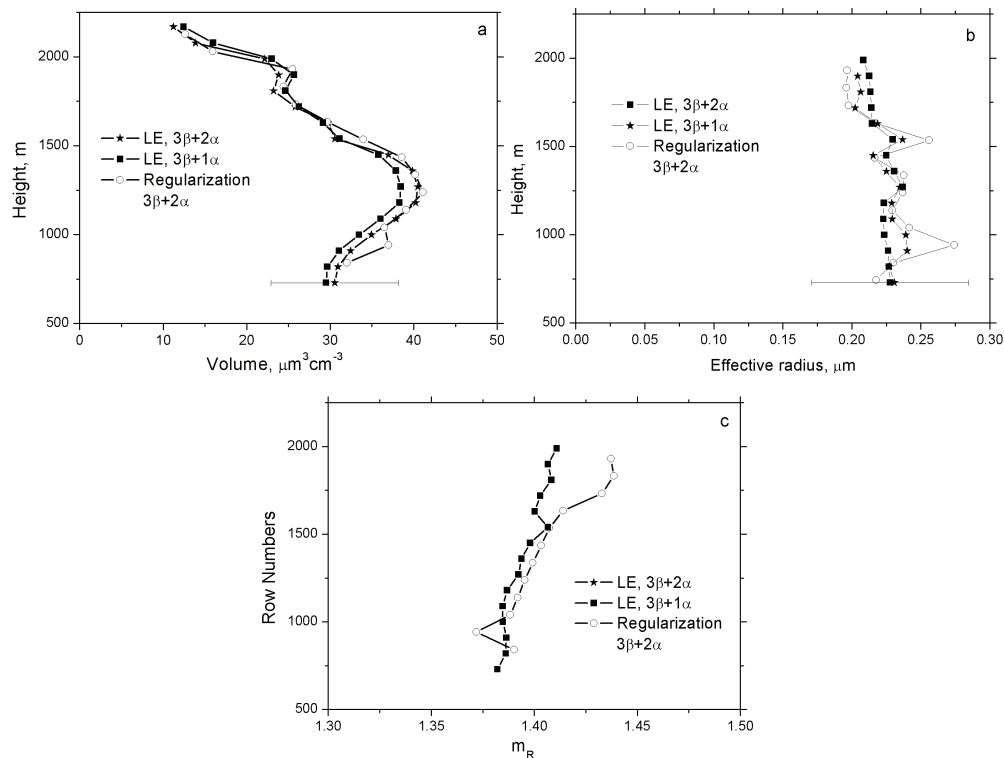 a
2000
1500
1000
500
Height, m
LE, 3β+2α
LE, 3β+1α
Regularization
3β+2α
0 10 20 30 40 50
Volume, μm³cm⁻³
b
2000
1500
1000
500
Height, m
LE, 3β+2α
LE, 3β+1α
Regularization
3β+2α
0.00 0.05 0.10 0.15 0.20 0.25 0.30
Effective radius, μm
c
2000
1500
1000
500
Row Numbers
LE, 3β+2α
LE, 3β+1α
Regularization
3β+2α
1.30 1.35 1.40 1.45 1.50
m_R